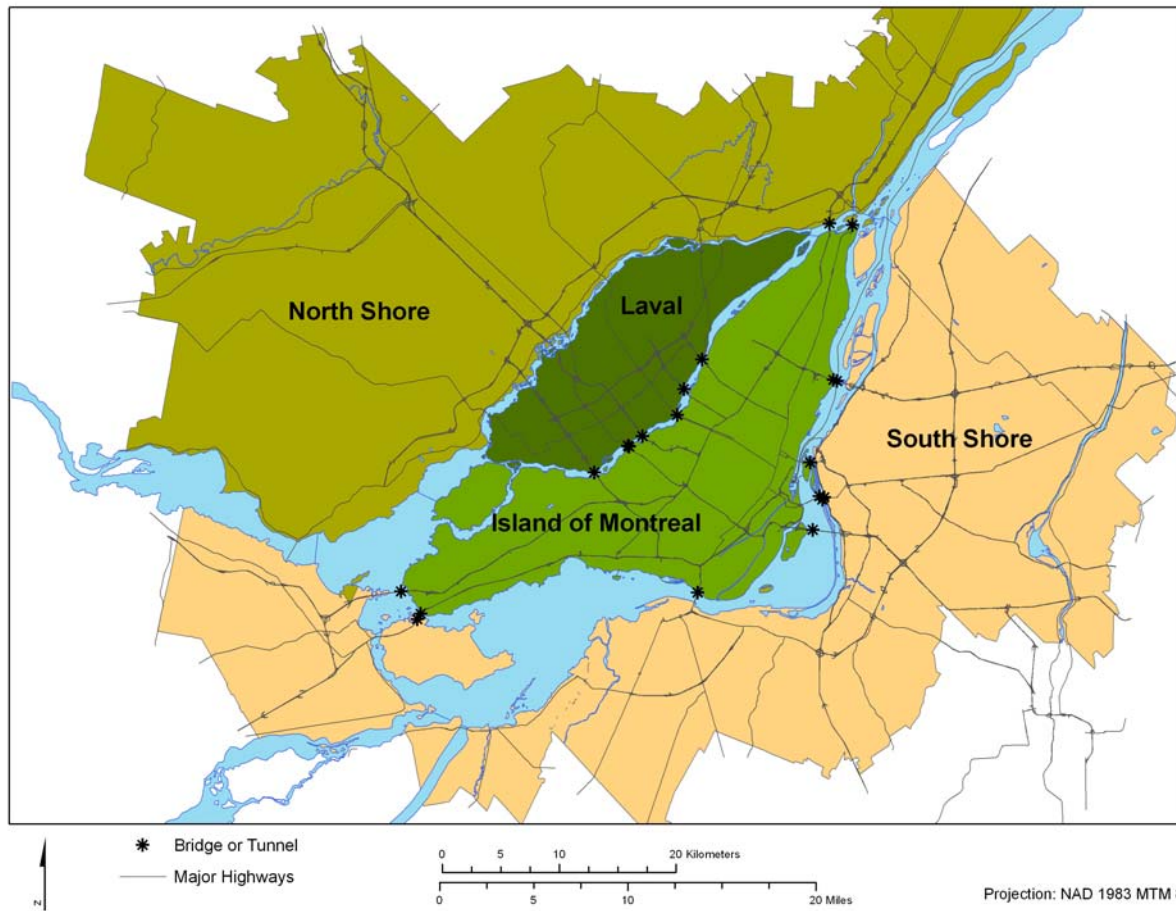 North Shore
Laval
South Shore
Island of Montreal
Bridge or Tunnel
Major Highways
0 5 10 20 Kilometers
0 5 10 20 Miles
Projection: NAD 1983 MTM
z